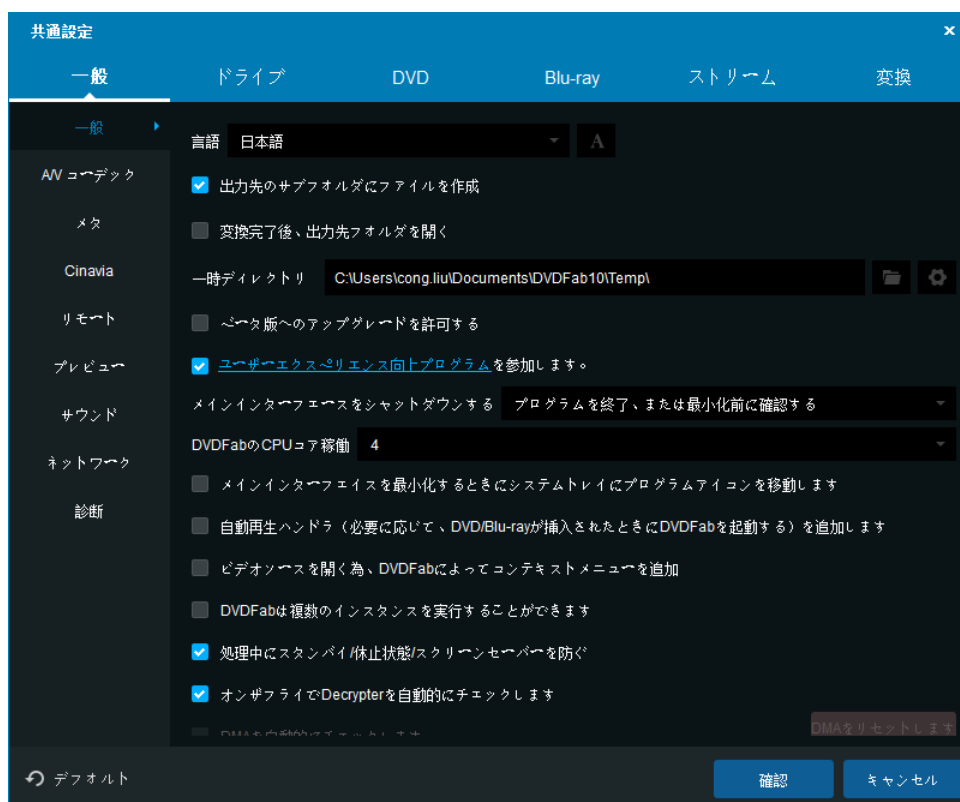 共通設定
一般 ドライブ DVD Blu-ray ストリーム 変換
一般
A/V コーデック
メタ
Cinavia
リモート
プレビュー
サウンド
ネットワーク
診断
言語 日本語 A
出力先のサブフォルダにファイルを作成
変換完了後、出力先フォルダを開く
一時ディレクトリ C:\Users\cong.liu\Documents\DVDFab10\Temp\
ベータ版へのアップグレードを許可する
ユーザーエクスペリエンス向上プログラムを参加します。
メインインターフェースをシャットダウンする プログラムを終了、または最小化前に確認する
DVDFabのCPUコア稼働 4
メインインターフェイスを最小化するときにシステムトレイにプログラムアイコンを移動します
自動再生ハンドラ（必要に応じて、DVD/Blu-rayが挿入されたときにDVDFabを起動する）を追加します
ビデオソースを開く為、DVDFabによってコンテキストメニューを追加
DVDFabは複数のインスタンスを実行することができます
処理中にスタンバイ/休止状態/スクリーンセーバーを防ぐ
オンザフライでDecrypterを自動的にチェックします
DMAを自動的にチェックします
DMAをリセットします
デフォルト 確認 キャンセル